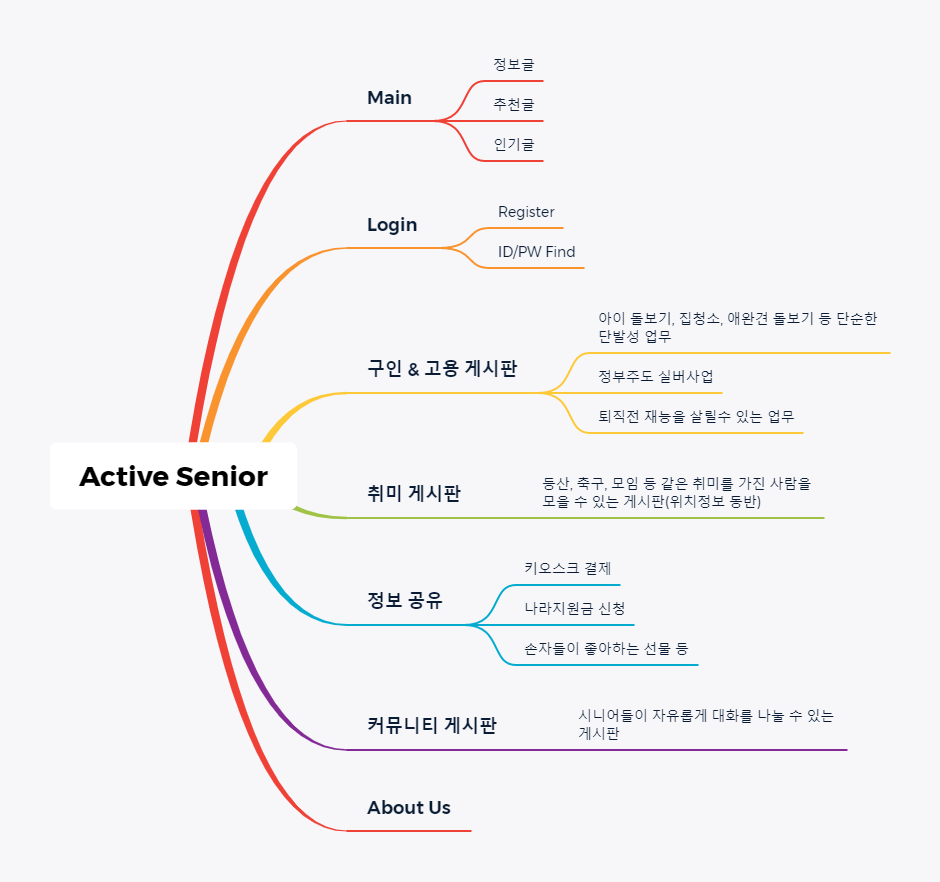 Active Senior
Main
정보글
추천글
인기글
Login
Register
ID/PW Find
구인 & 고용 게시판
아이 돌보기, 집청소, 애완견 돌보기 등 단순한
단발성 업무
정부주도 실버사업
퇴직전 재능을 살릴수 있는 업무
취미 게시판
등산, 축구, 모임 등 같은 취미를 가진 사람을
모을 수 있는 게시판(위치정보 동반)
정보 공유
키오스크 결제
나라지원금 신청
손자들이 좋아하는 선물 등
커뮤니티 게시판
시니어들이 자유롭게 대화를 나눌 수 있는
게시판
About Us